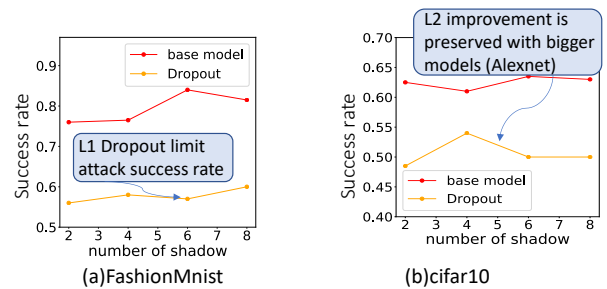 base model
Dropout
L1 Dropout limit
attack success rate
Success rate
0.9
0.8
0.7
0.6
0.5
2 3 4 5 6 7 8
number of shadow
(a)FashionMnist
L2 improvement is
preserved with bigger
models (Alexnet)
Success rate
0.70
0.65
0.60
0.55
0.50
0.45
0.40
base model
Dropout
2 3 4 5 6 7 8
number of shadow
(b)cifar10